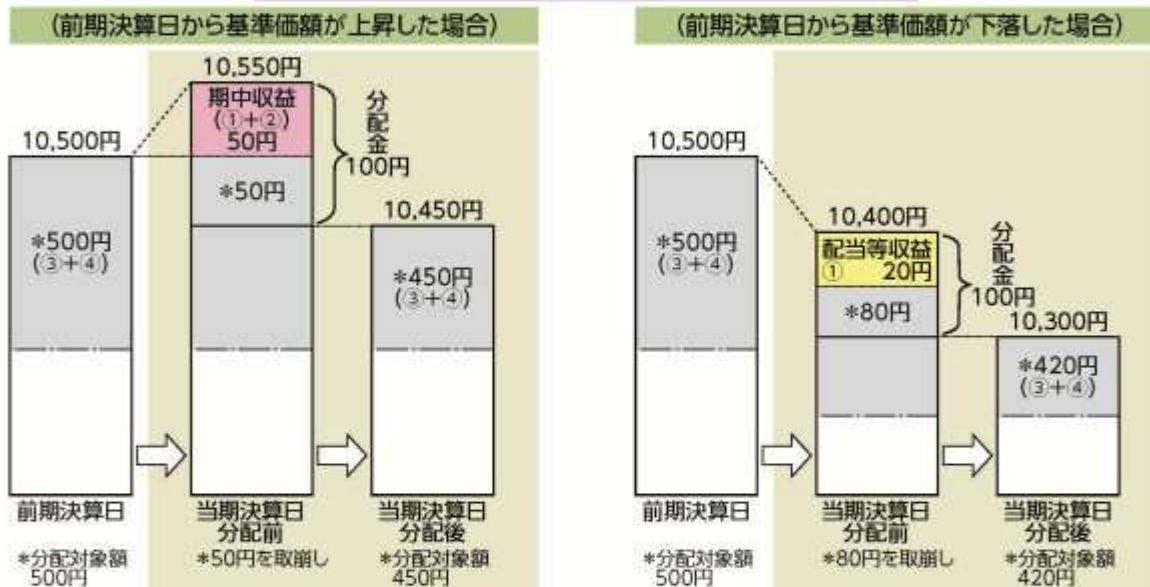 (前期決算日から基準価額が上昇した場合)
10,550円
期中収益
(①+②)
50円
分配金
100円
10,500円
*50円
10,450円
*500円
(③+④)
*450円
(③+④)
前期決算日
当期決算日
分配前
当期決算日
分配後
*分配対象額
500円
*50円を取崩し
*分配対象額
450円
(前期決算日から基準価額が下落した場合)
10,500円
10,400円
*500円
(③+④)
配当等収益
① 20円
分配金
100円
*80円
10,300円
*420円
(③+④)
前期決算日
当期決算日
分配前
当期決算日
分配後
*分配対象額
500円
*80円を取崩し
*分配対象額
420円